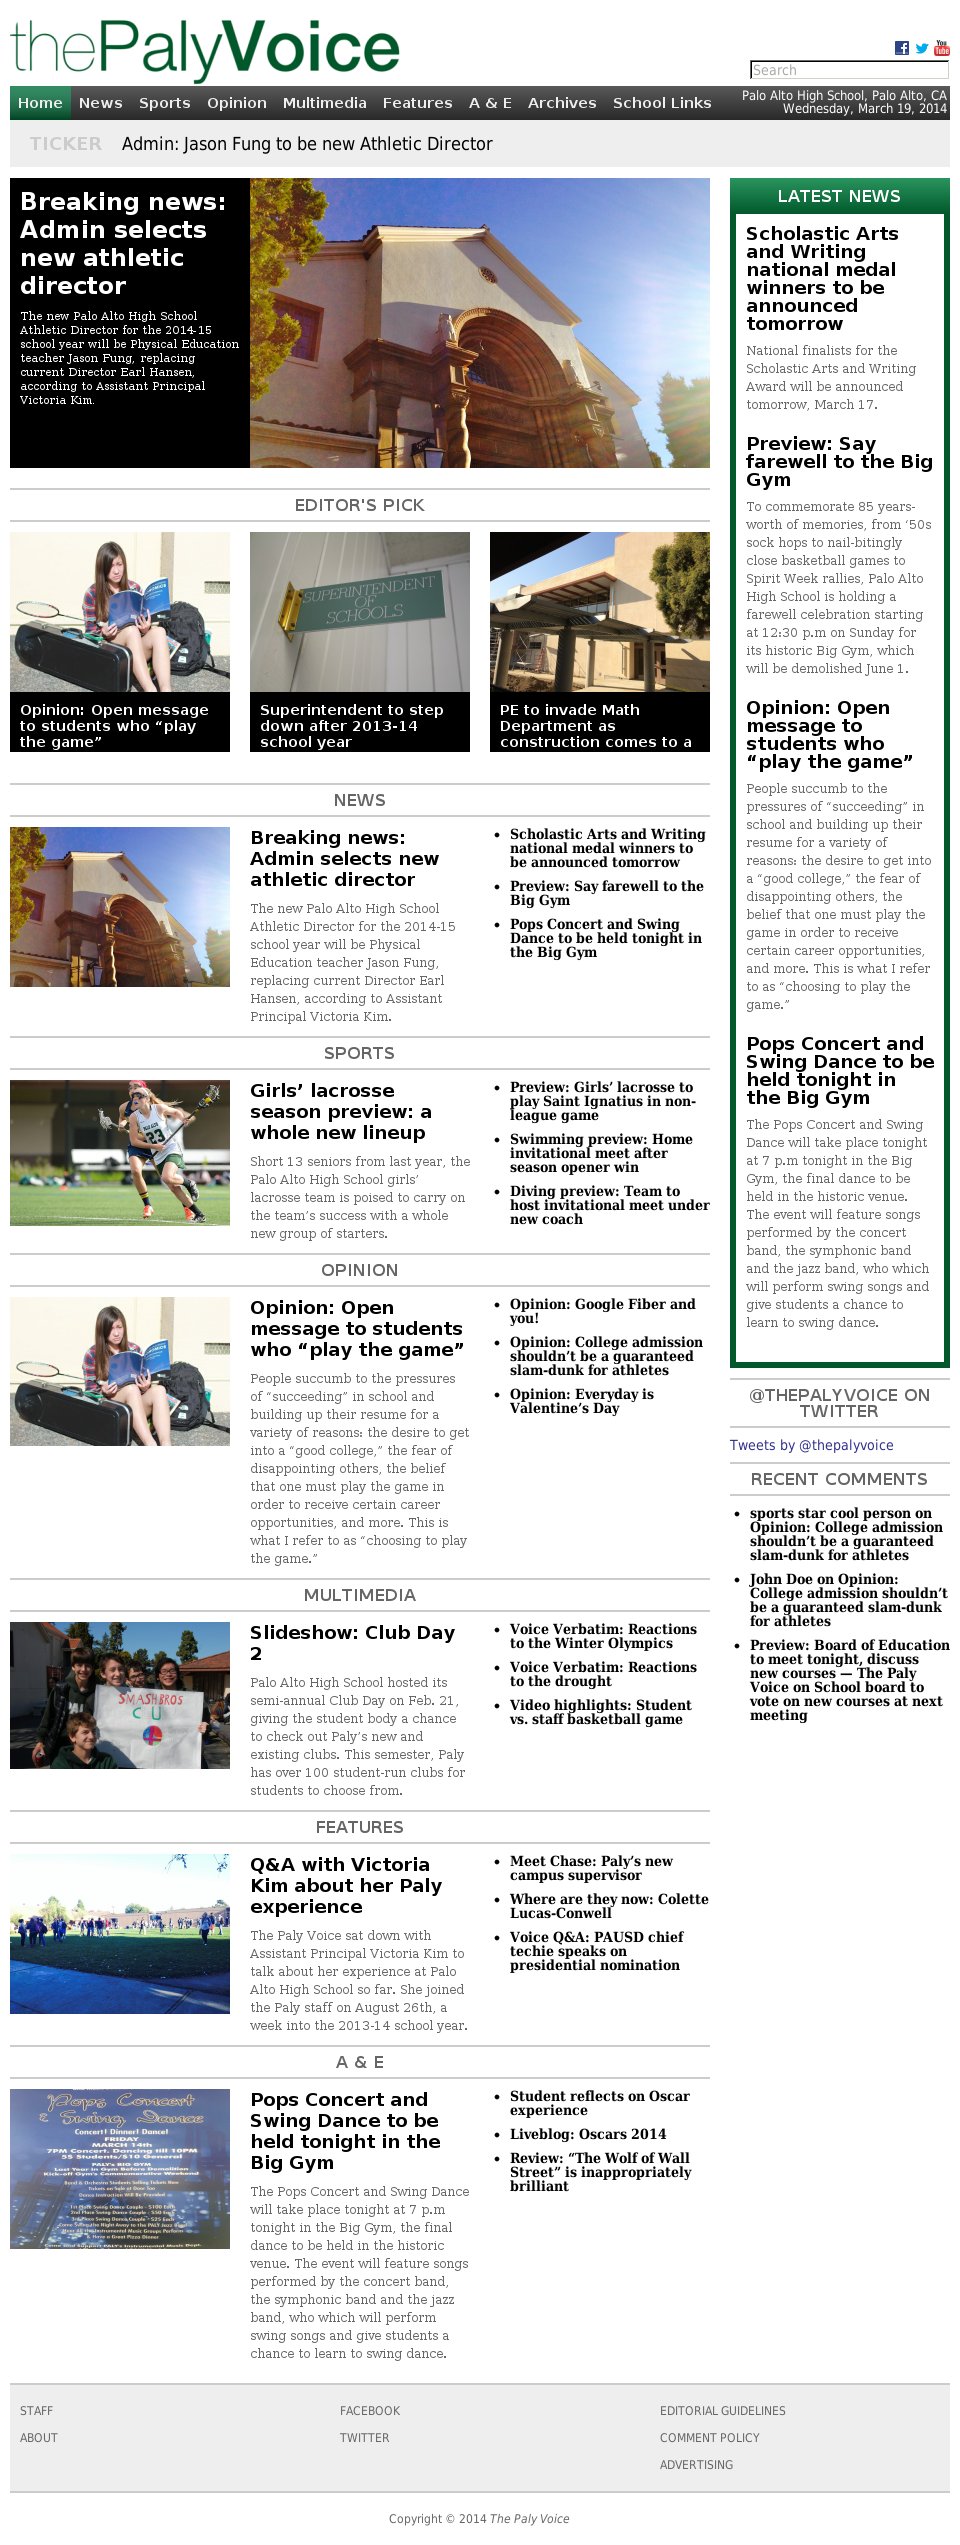 thePalyVoice
Search
Home News Sports Opinion Multimedia Features A & E Archives School Links
Palo Alto High School, Palo Alto, CA
Wednesday, March 19, 2014
TICKER Admin: Jason Fung to be new Athletic Director
Breaking news:
Admin selects
new athletic
director
The new Palo Alto High School
Athletic Director for the 2014-15
school year will be Physical Education
teacher Jason Fung, replacing
current Director Earl Hansen,
according to Assistant Principal
Victoria Kim.
EDITOR'S PICK
COMICS
Opinion: Open message
to students who “play
the game”
SUPERINTENDENT
OF
SCHOOLS
Superintendent to step
down after 2013-14
school year
PE to invade Math
Department as
construction comes to a
NEWS
Breaking news:
Admin selects new
athletic director
The new Palo Alto High School
Athletic Director for the 2014-15
school year will be Physical
Education teacher Jason Fung,
replacing current Director Earl
Hansen, according to Assistant
Principal Victoria Kim.
• Scholastic Arts and Writing
national medal winners to
be announced tomorrow
• Preview: Say farewell to the
Big Gym
• Pops Concert and Swing
Dance to be held tonight in
the Big Gym
SPORTS
23
Girls’ lacrosse
season preview: a
whole new lineup
Short 13 seniors from last year, the
Palo Alto High School girls’
lacrosse team is poised to carry on
the team’s success with a whole
new group of starters.
• Preview: Girls’ lacrosse to
play Saint Ignatius in non-
league game
• Swimming preview: Home
invitational meet after
season opener win
• Diving preview: Team to
host invitational meet under
new coach
OPINION
Opinion: Open
message to students
who “play the game”
People succumb to the pressures
of “succeeding” in school and
building up their resume for a
variety of reasons: the desire to get
into a “good college,” the fear of
disappointing others, the belief
that one must play the game in
order to receive certain career
opportunities, and more. This is
what I refer to as “choosing to play
the game.”
• Opinion: Google Fiber and
you!
• Opinion: College admission
shouldn’t be a guaranteed
slam-dunk for athletes
• Opinion: Everyday is
Valentine’s Day
MULTIMEDIA
SMASHBROS
CU
Slideshow: Club Day
2
Palo Alto High School hosted its
semi-annual Club Day on Feb. 21,
giving the student body a chance
to check out Paly’s new and
existing clubs. This semester, Paly
has over 100 student-run clubs for
students to choose from.
• Voice Verbatim: Reactions
to the Winter Olympics
• Voice Verbatim: Reactions
to the drought
• Video highlights: Student
vs. staff basketball game
FEATURES
Q&A with Victoria
Kim about her Paly
experience
The Paly Voice sat down with
Assistant Principal Victoria Kim to
talk about her experience at Palo
Alto High School so far. She joined
the Paly staff on August 26th, a
week into the 2013-14 school year.
• Meet Chase: Paly’s new
campus supervisor
• Where are they now: Colette
Lucas-Conwell
• Voice Q&A: PAUSD chief
techie speaks on
presidential nomination
A & E
Pops Concert
& Swing Dance
Concert! Dinner! Dance!
FRIDAY
MARCH 14th
7PM Concert, Dancing till 10PM
Pops Concert and
Swing Dance to be
held tonight in the
Big Gym
The Pops Concert and Swing Dance
will take place tonight at 7 p.m
tonight in the Big Gym, the final
dance to be held in the historic
venue. The event will feature songs
performed by the concert band,
the symphonic band and the jazz
band, who which will perform
swing songs and give students a
chance to learn to swing dance.
• Student reflects on Oscar
experience
• Liveblog: Oscars 2014
• Review: “The Wolf of Wall
Street” is inappropriately
brilliant
LATEST NEWS
Scholastic Arts
and Writing
national medal
winners to be
announced
tomorrow
National finalists for the
Scholastic Arts and Writing
Award will be announced
tomorrow, March 17.
Preview: Say
farewell to the Big
Gym
To commemorate 85 years-
worth of memories, from ‘50s
sock hops to nail-bitingly
close basketball games to
Spirit Week rallies, Palo Alto
High School is holding a
farewell celebration starting
at 12:30 p.m on Sunday for
its historic Big Gym, which
will be demolished June 1.
Opinion: Open
message to
students who
“play the game”
People succumb to the
pressures of “succeeding” in
school and building up their
resume for a variety of
reasons: the desire to get into
a “good college,” the fear of
disappointing others, the
belief that one must play the
game in order to receive
certain career opportunities,
and more. This is what I refer
to as “choosing to play the
game.”
Pops Concert and
Swing Dance to be
held tonight in
the Big Gym
The Pops Concert and Swing
Dance will take place tonight
at 7 p.m tonight in the Big
Gym, the final dance to be
held in the historic venue.
The event will feature songs
performed by the concert
band, the symphonic band
and the jazz band, who which
will perform swing songs and
give students a chance to
learn to swing dance.
@THEPALYVOICE ON
TWITTER
Tweets by @thepalyvoice
RECENT COMMENTS
• sports star cool person on
Opinion: College admission
shouldn’t be a guaranteed
slam-dunk for athletes
• John Doe on Opinion:
College admission shouldn’t
be a guaranteed slam-dunk
for athletes
• Preview: Board of Education
to meet tonight, discuss
new courses — The Paly
Voice on School board to
vote on new courses at next
meeting
STAFF
ABOUT
FACEBOOK
TWITTER
EDITORIAL GUIDELINES
COMMENT POLICY
ADVERTISING
Copyright © 2014 The Paly Voice